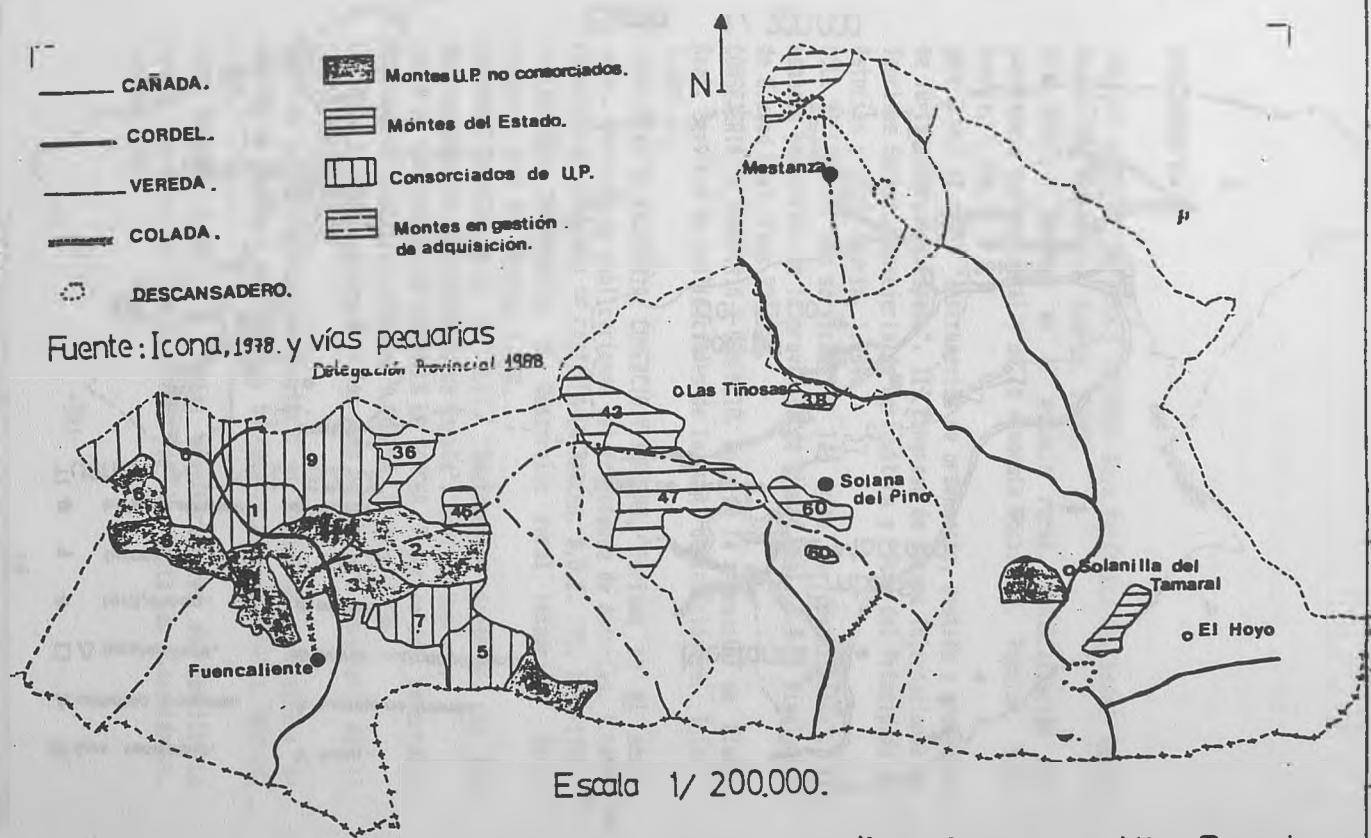 CAÑADA.
CORDEL.
VEREDA.
COLADA.
DESCANSADERO.
Montes U.P. no consorciados.
Montes del Estado.
Consorciados de U.P.
Montes en gestión .
de adquisición.
Fuente: Icona, 1978. y vías pecuarias
Delegación Provincial 1988.
N
Mestanza
Las Tiñosas
38
43
36
9
6
8
1
46
47
2
3
7
5
Solana
del Pino
60
60
Solanilla del
Tamaral
El Hoyo
Fuencaliente
Escala 1/200.000.